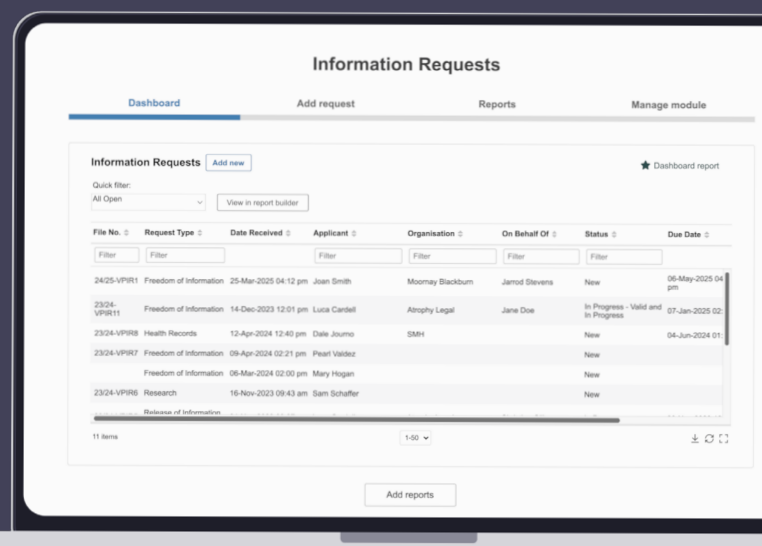 Information Requests
Dashboard Add request Reports Manage module
Information Requests Add new Dashboard report
Quick filter:
All Open View in report builder
File No. Request Type Date Received Applicant Organisation On Behalf Of Status Due Date
Filter Filter Filter Filter Filter Filter
24/25-VPIR1 Freedom of Information 25-Mar-2025 04:12 pm Joan Smith Moornay Blackburn Jarrod Stevens New 06-May-2025 04
pm
23/24-
VPIR11 Freedom of Information 14-Dec-2023 12:01 pm Luca Cardell Atrophy Legal Jane Doe In Progress - Valid and
In Progress 07-Jan-2025 02:
23/24-VPIR8 Health Records 12-Apr-2024 12:40 pm Dale Journo SMH New 04-Jun-2024 01:
23/24-VPIR7 Freedom of Information 09-Apr-2024 02:21 pm Pearl Valdez New
Freedom of Information 06-Mar-2024 02:00 pm Mary Hogan New
23/24-VPIR6 Research 16-Nov-2023 09:43 am Sam Schaffer New
Release of Information
11 items 1-50
Add reports